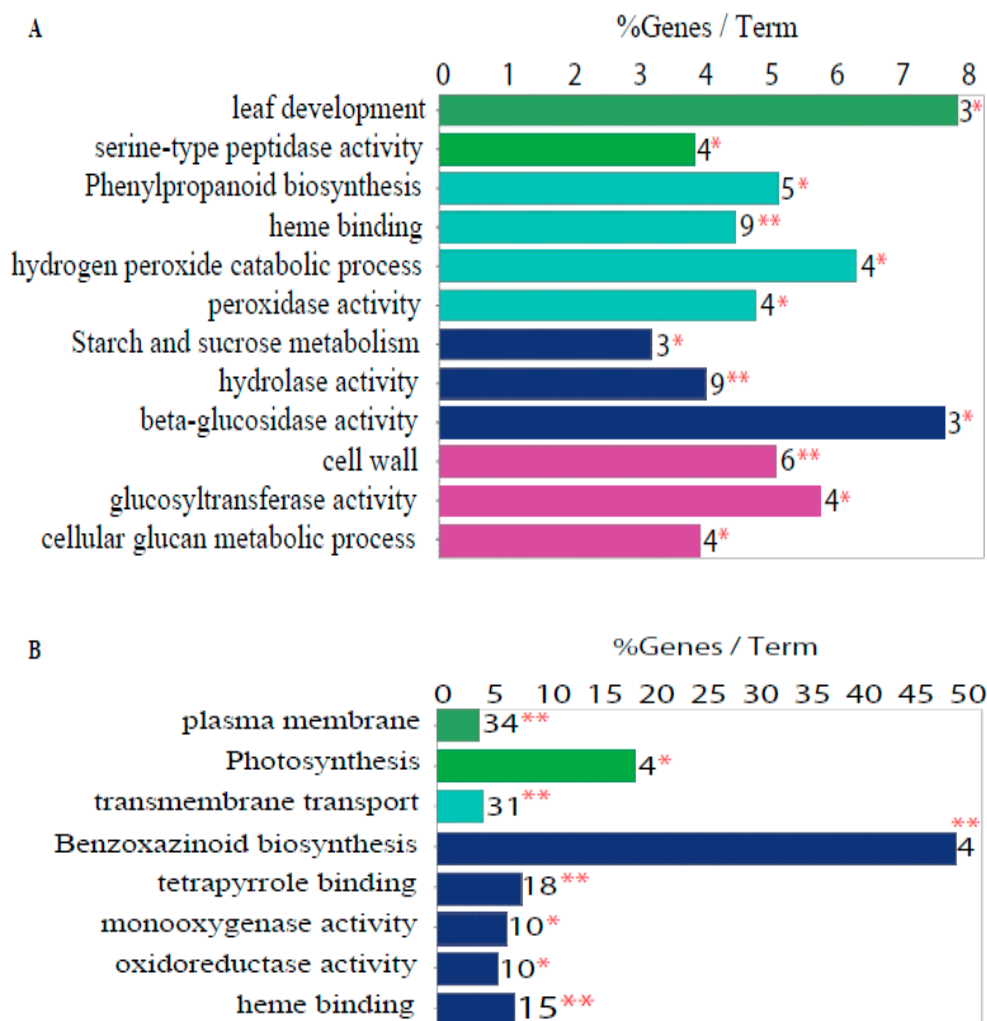 A
%Genes / Term
0 1 2 3 4 5 6 7 8
leaf development 3*
serine-type peptidase activity 4*
Phenylpropanoid biosynthesis 5*
heme binding 9**
hydrogen peroxide catabolic process 4*
peroxidase activity 4*
Starch and sucrose metabolism 3*
hydrolase activity 9**
beta-glucosidase activity 3*
cell wall 6**
glucosyltransferase activity 4*
cellular glucan metabolic process 4*
B
%Genes / Term
0 5 10 15 20 25 30 35 40 45 50
plasma membrane 34**
Photosynthesis 4*
transmembrane transport 31**
Benzoxazinoid biosynthesis 4**
tetrapyrrole binding 18**
monooxygenase activity 10*
oxidoreductase activity 10*
heme binding 15**